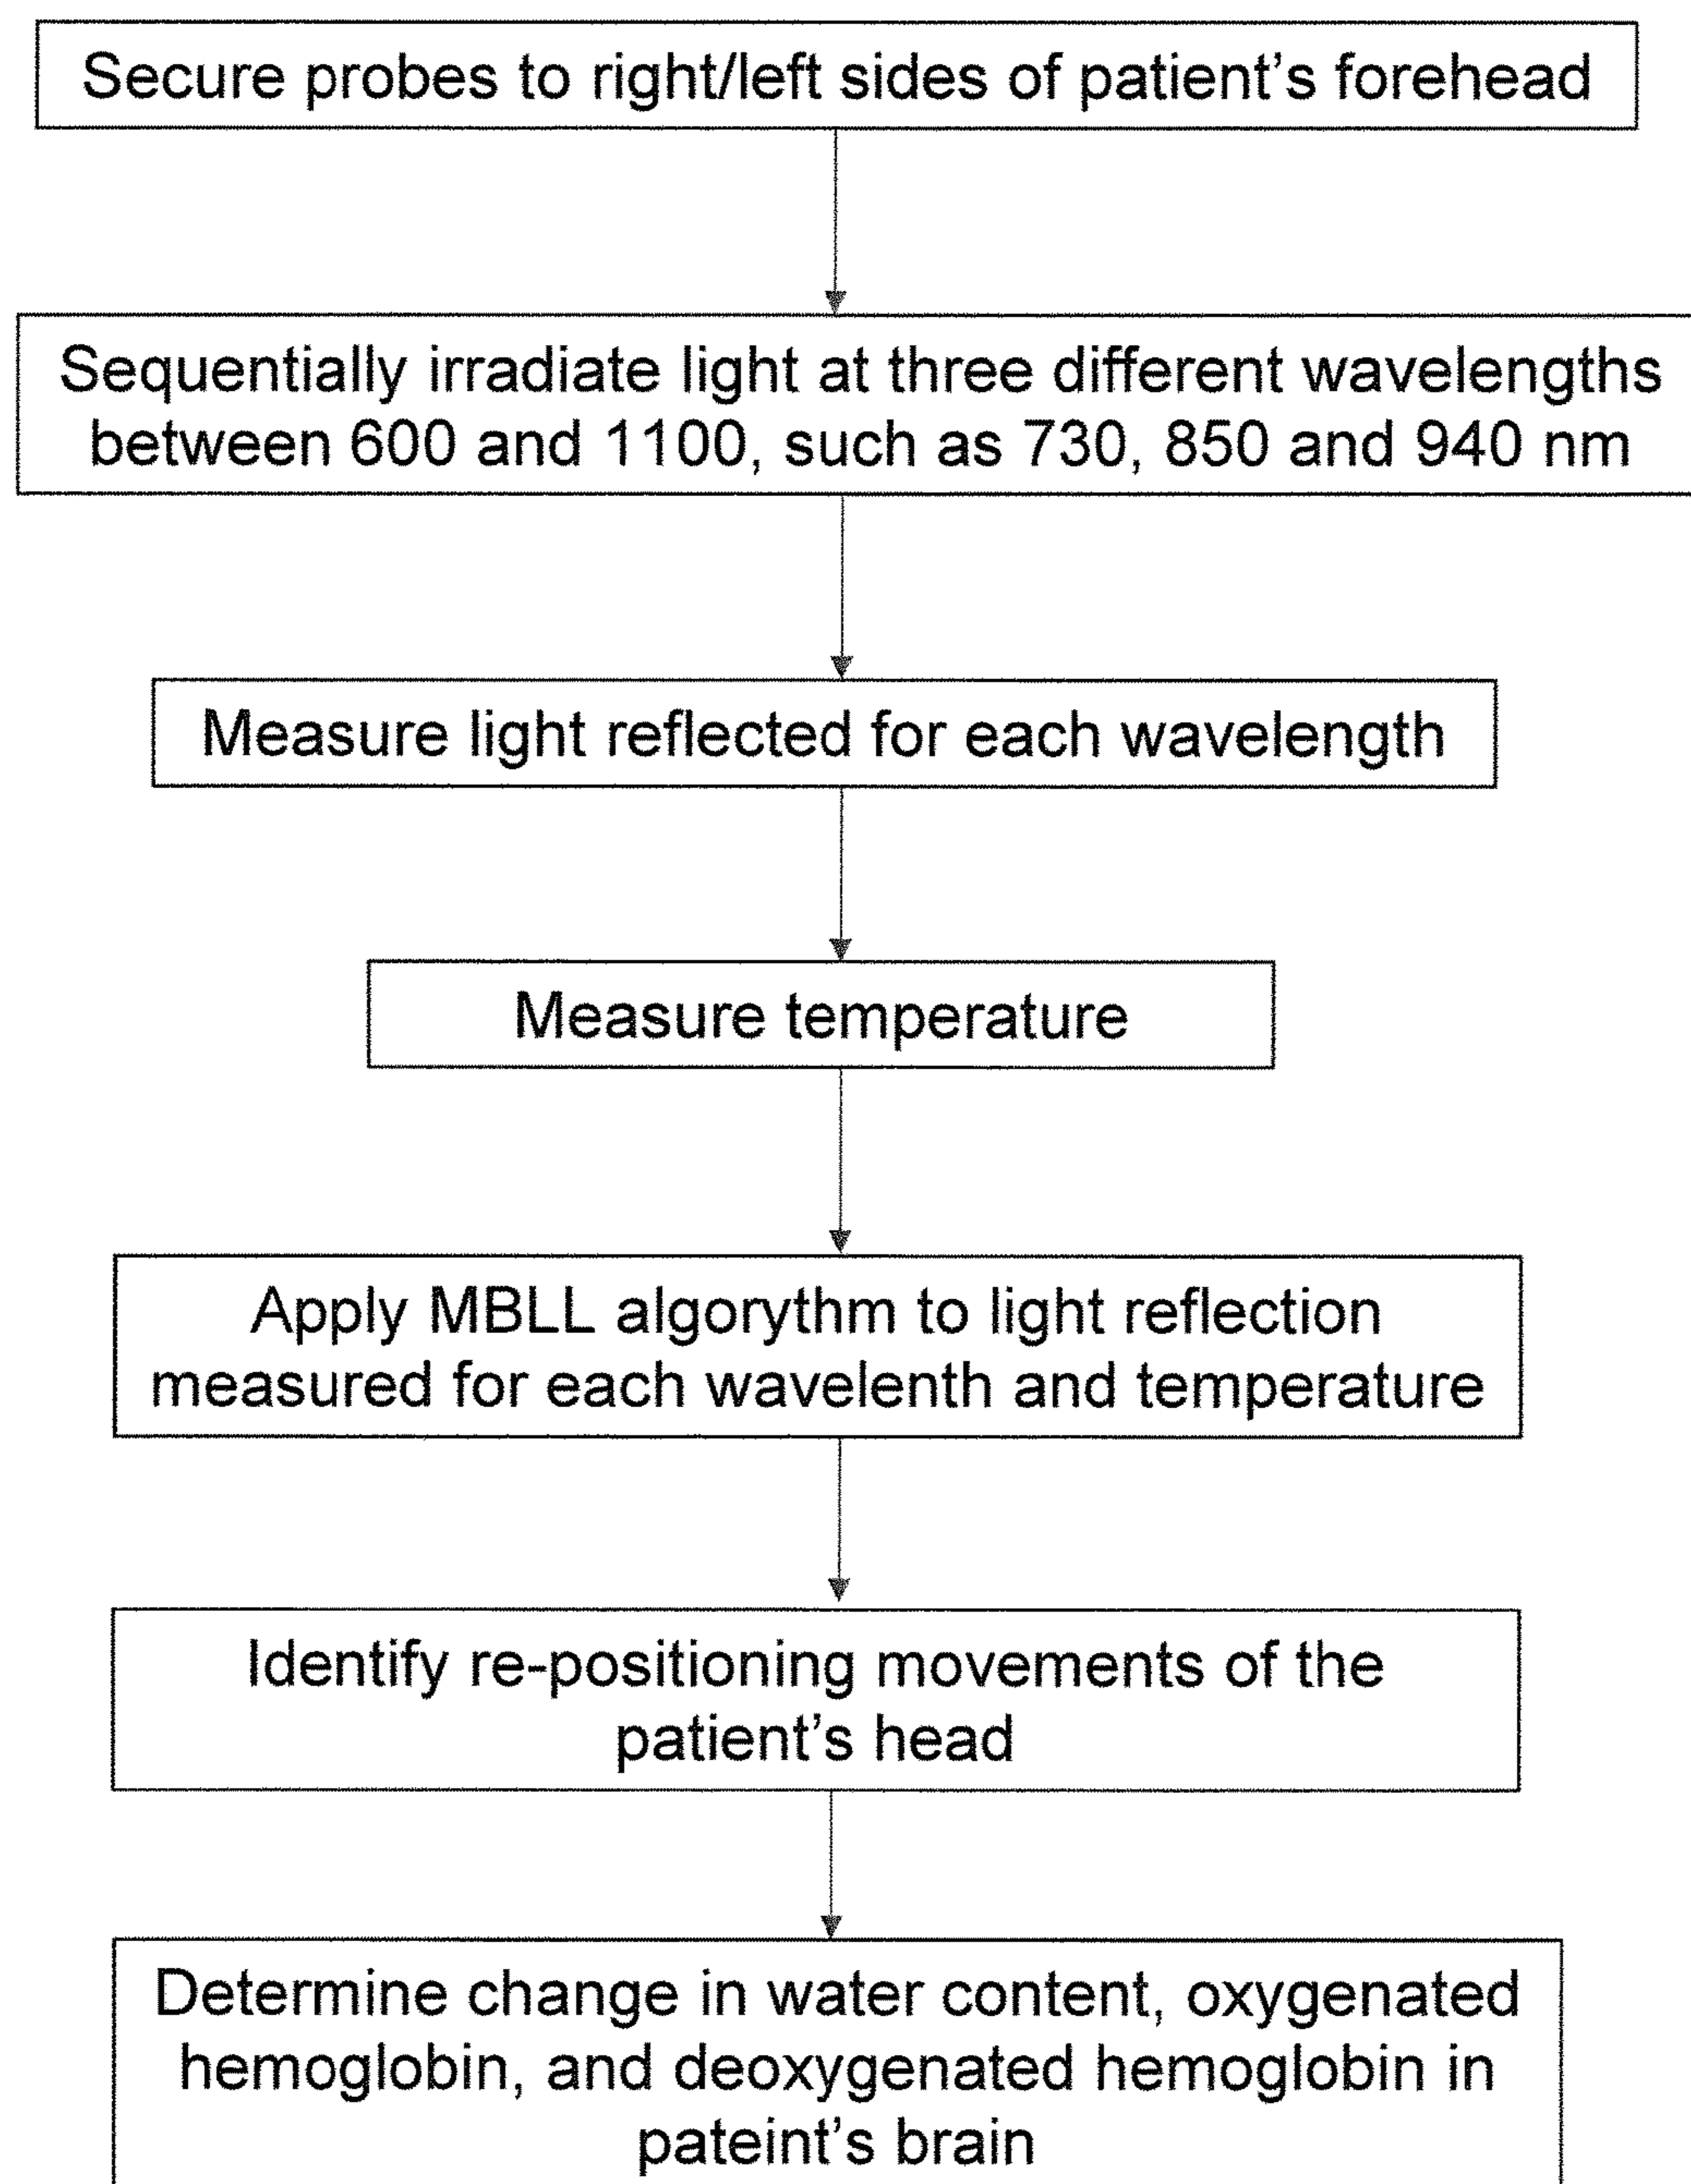 Secure probes to right/left sides of patient's forehead
Sequentially irradiate light at three different wavelengths
between 600 and 1100, such as 730, 850 and 940 nm
Measure light reflected for each wavelength
Measure temperature
Apply MBLL algorythm to light reflection
measured for each wavelenth and temperature
Identify re-positioning movements of the
patient's head
Determine change in water content, oxygenated
hemoglobin, and deoxygenated hemoglobin in
pateint's brain